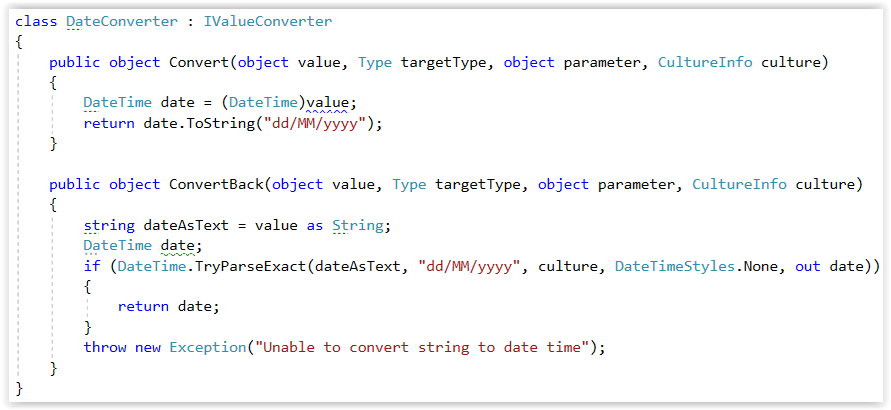 class DateConverter : IValueConverter
{
    public object Convert(object value, Type targetType, object parameter, CultureInfo culture)
    {
        DateTime date = (DateTime)value;
        return date.ToString("dd/MM/yyyy");
    }

    public object ConvertBack(object value, Type targetType, object parameter, CultureInfo culture)
    {
        string dateAsText = value as String;
        DateTime date;
        if (DateTime.TryParseExact(dateAsText, "dd/MM/yyyy", culture, DateTimeStyles.None, out date))
        {
            return date;
        }
        throw new Exception("Unable to convert string to date time");
    }
}